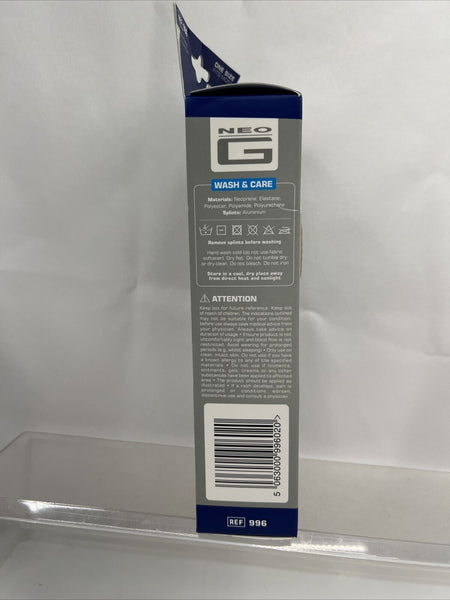 ONE SIZE
NEO
G
WASH & CARE
Materials: Neoprene, Elastane,
Polyester, Polyamide, Polyurethane
Splints: Aluminium
Remove splints before washing
Hand wash cold (do not use fabric
softener). Dry flat. Do not tumble dry
or dry-clean. Do not bleach. Do not iron
Store in a cool, dry place away
from direct heat and sunlight
ATTENTION
Keep box for future reference. Keep out
of reach of children. The indications outlined
may not be suitable for your condition,
before use always seek medical advice from
your physician. Always take advice on
duration of usage • Ensure product is not
uncomfortably tight and blood flow is not
restricted. Avoid wearing for prolonged
periods (e.g. whilst sleeping) • Only use on
clean, intact skin. Do not use if you have
a known allergy to any of the specified
materials • Do not use if liniments,
ointments, gels, creams or any other
substances have been applied to affected
area • The product should be applied as
illustrated • If a rash develops, pain is
prolonged or conditions worsen,
discontinue use and consult a physician
5 063000 996020 >
REF 996